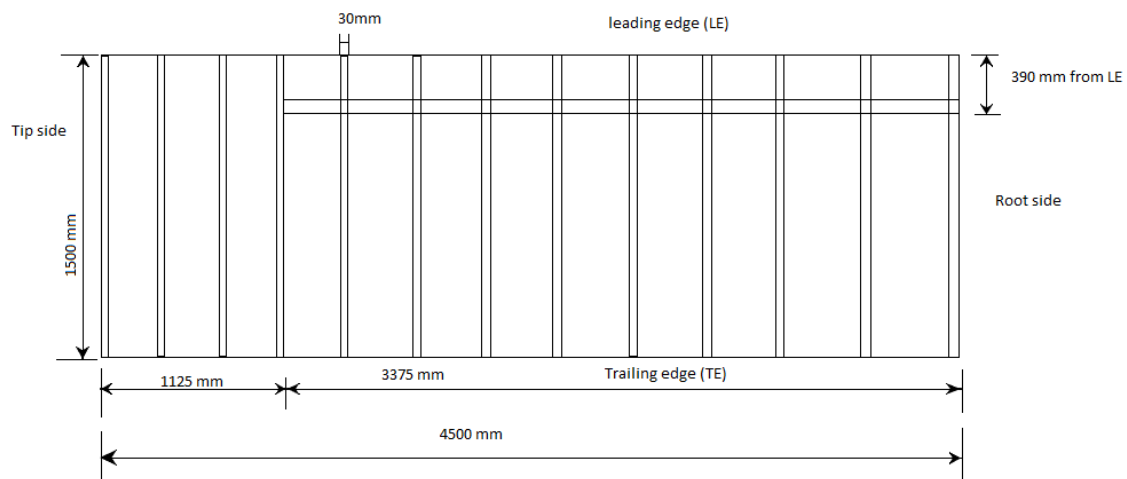 30mm
leading edge (LE)
390 mm from LE
Tip side
Root side
1500 mm
1125 mm
3375 mm
Trailing edge (TE)
4500 mm